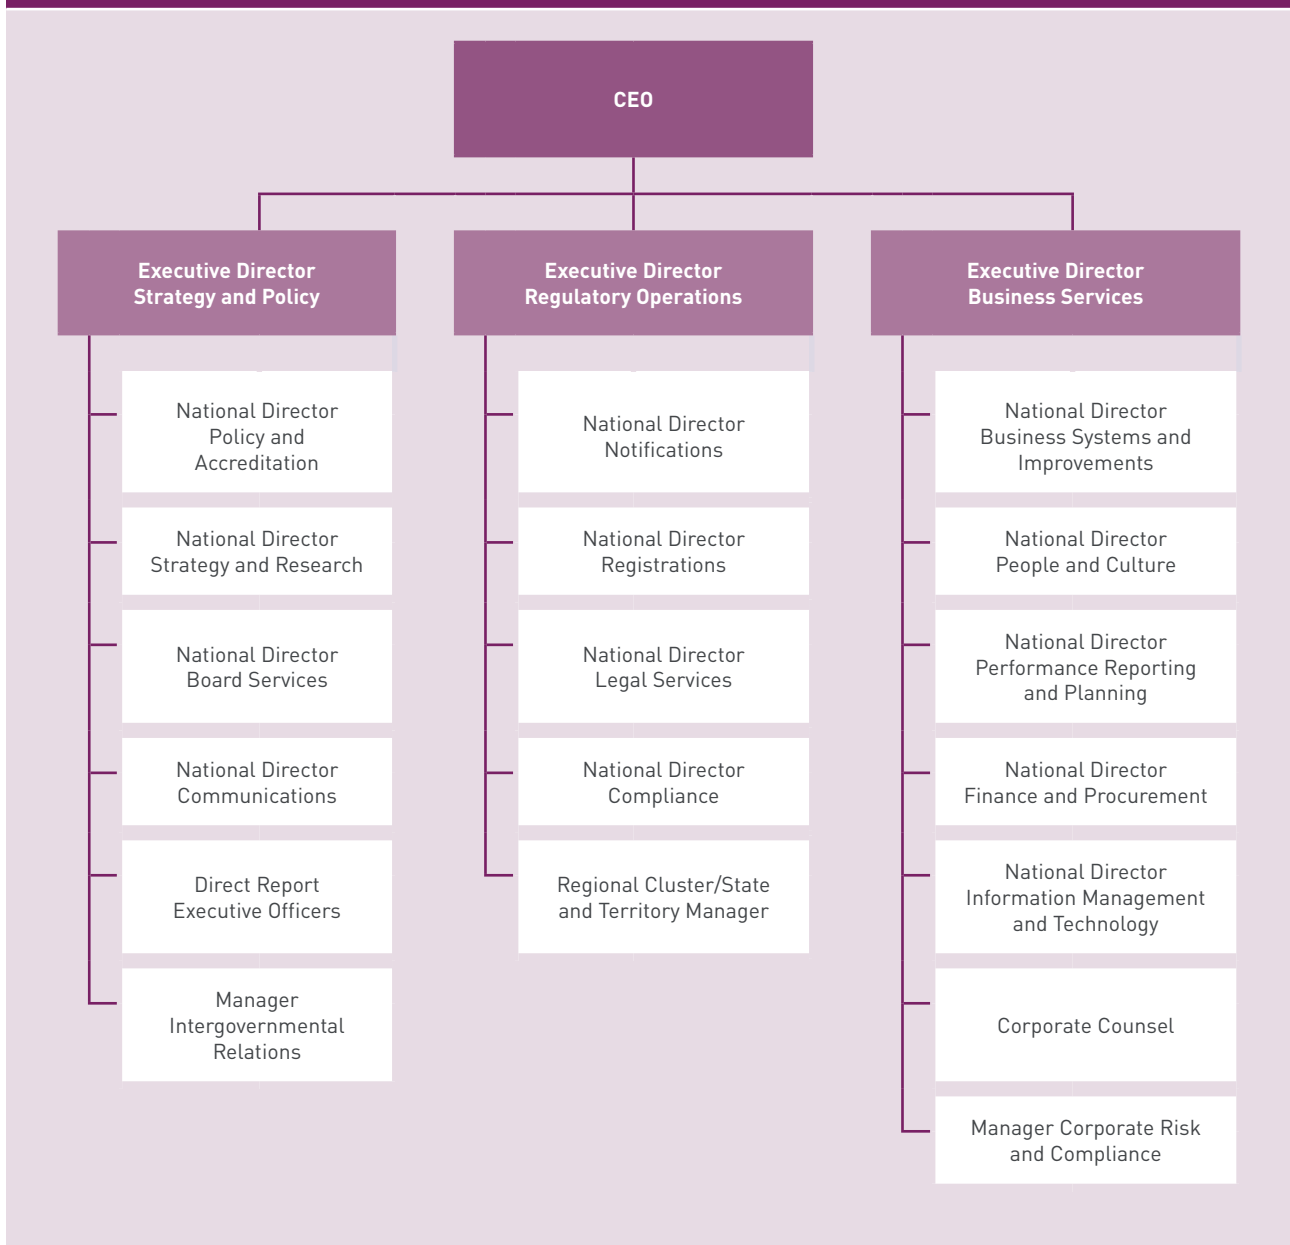 CEO
Executive Director
Strategy and Policy
National Director
Policy and
Accreditation
National Director
Strategy and Research
National Director
Board Services
National Director
Communications
Direct Report
Executive Officers
Manager
Intergovernmental
Relations
Executive Director
Regulatory Operations
National Director
Notifications
National Director
Registrations
National Director
Legal Services
National Director
Compliance
Regional Cluster/State
and Territory Manager
Executive Director
Business Services
National Director
Business Systems and
Improvements
National Director
People and Culture
National Director
Performance Reporting
and Planning
National Director
Finance and Procurement
National Director
Information Management
and Technology
Corporate Counsel
Manager Corporate Risk
and Compliance